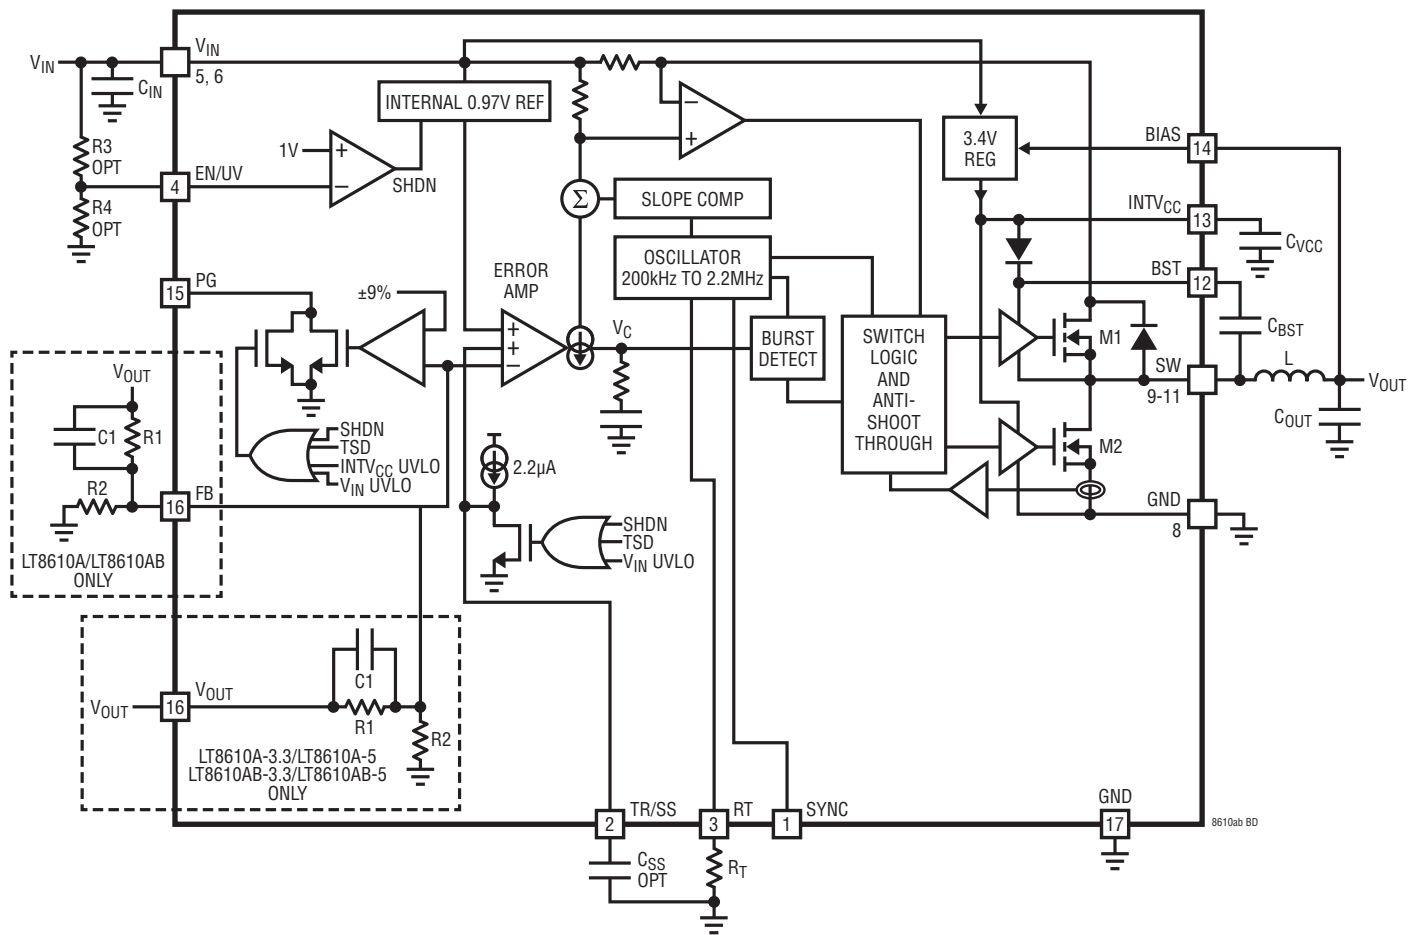 VIN
VIN
5, 6
CIN
R3
OPT
4
EN/UV
R4
OPT
1V
+
−
SHDN
INTERNAL 0.97V REF
−
+
3.4V
REG
BIAS
14
INTVCC
13
CVCC
BST
12
CBST
Σ
SLOPE COMP
OSCILLATOR
200kHz TO 2.2MHz
PG
15
±9%
ERROR
AMP
+
+
−
VC
BURST
DETECT
SWITCH
LOGIC
AND
ANTI-
SHOOT
THROUGH
M1
SW
9-11
L
VOUT
COUT
M2
GND
8
VOUT
C1
R1
R2
FB
16
LT8610A/LT8610AB
ONLY
SHDN
TSD
INTVCC UVLO
VIN UVLO
2.2µA
SHDN
TSD
VIN UVLO
VOUT
16
VOUT
C1
R1
R2
LT8610A-3.3/LT8610A-5
LT8610AB-3.3/LT8610AB-5
ONLY
TR/SS
2
RT
3
SYNC
1
GND
17
CSS
OPT
RT
8610ab BD